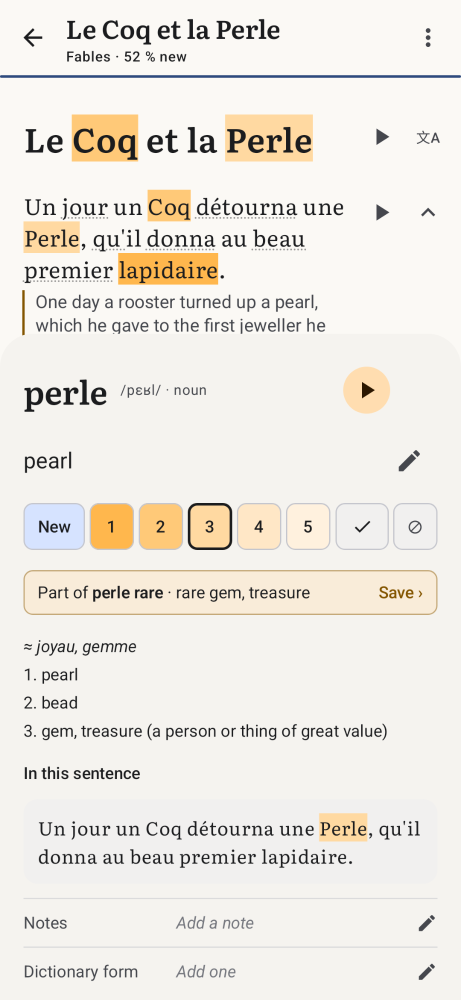 Le Coq et la Perle
Fables · 52 % new
Le Coq et la Perle
文A
Un jour un Coq détourna une
Perle, qu'il donna au beau
premier lapidaire.
One day a rooster turned up a pearl,
which he gave to the first jeweller he
perle /pɛʁl/ · noun
pearl
New 1 2 3 4 5
Part of perle rare · rare gem, treasure Save ›
≈ joyau, gemme
1. pearl
2. bead
3. gem, treasure (a person or thing of great value)
In this sentence
Un jour un Coq détourna une Perle, qu'il
donna au beau premier lapidaire.
Notes Add a note
Dictionary form Add one